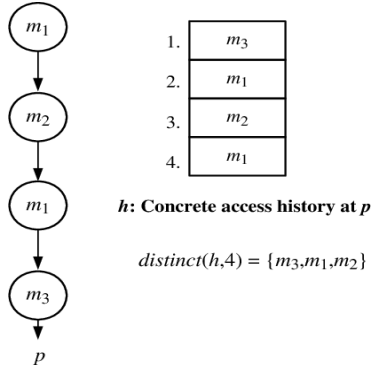 m₁
m₂
m₁
m₃
p
1. m₃
2. m₁
3. m₂
4. m₁
h: Concrete access history at p
distinct(h,4) = {m₃,m₁,m₂}